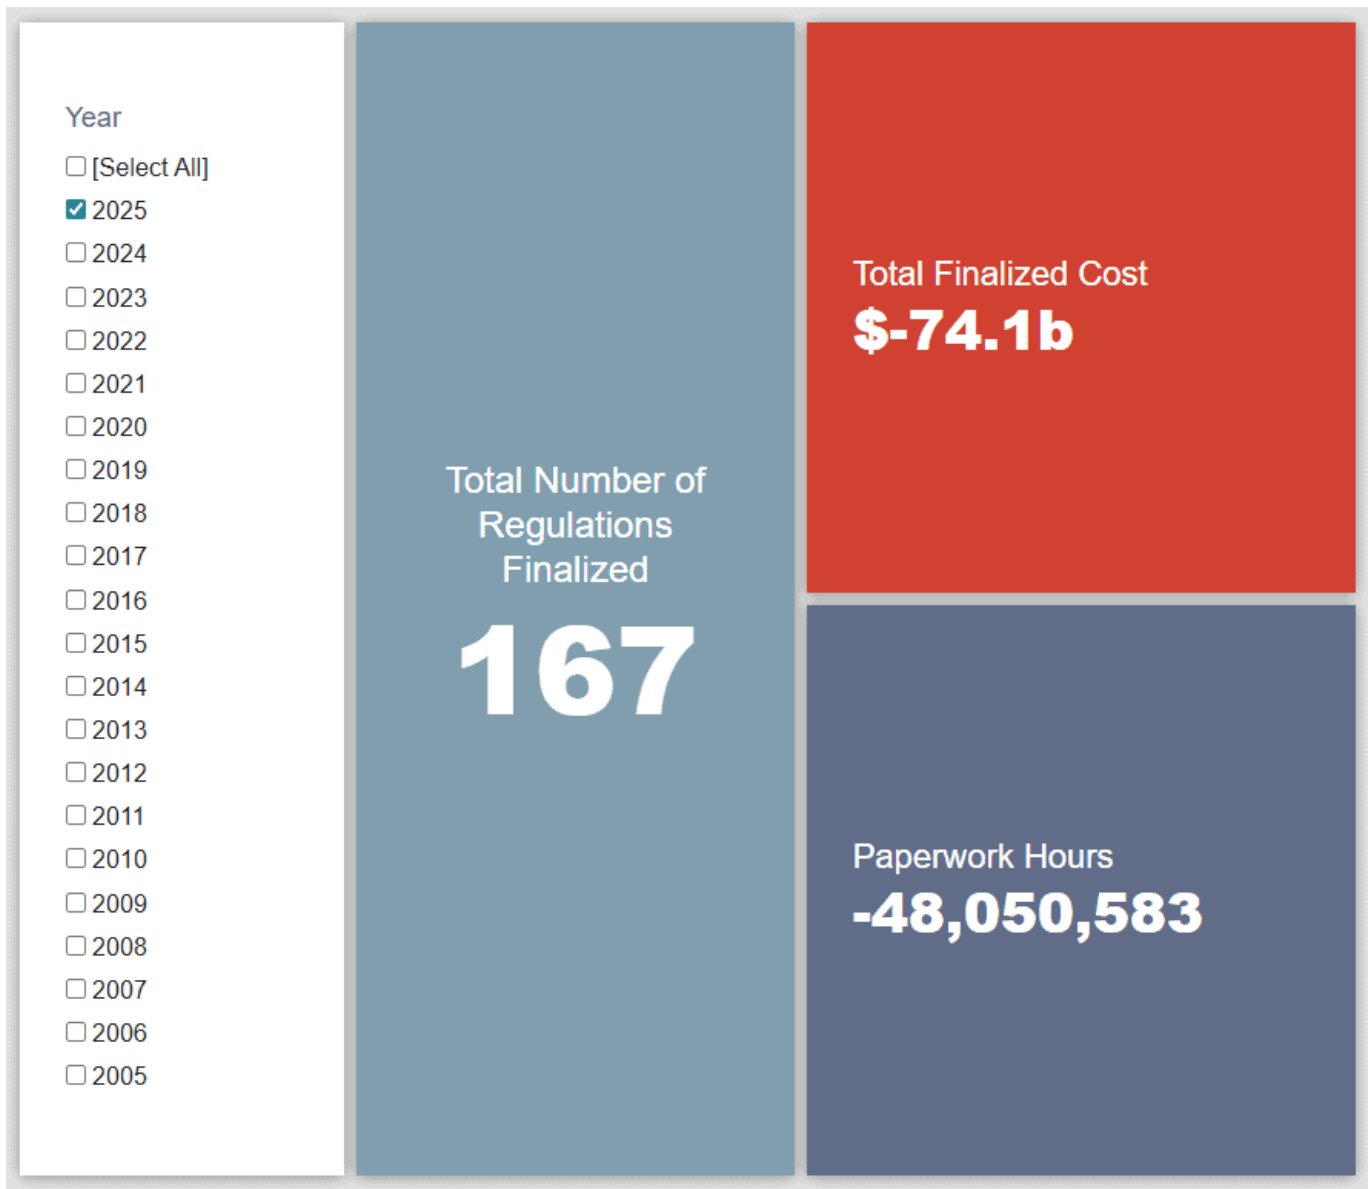 Year
[Select All]
2025
2024
2023
2022
2021
2020
2019
2018
2017
2016
2015
2014
2013
2012
2011
2010
2009
2008
2007
2006
2005
Total Number of
Regulations
Finalized
167
Total Finalized Cost
$-74.1b
Paperwork Hours
-48,050,583